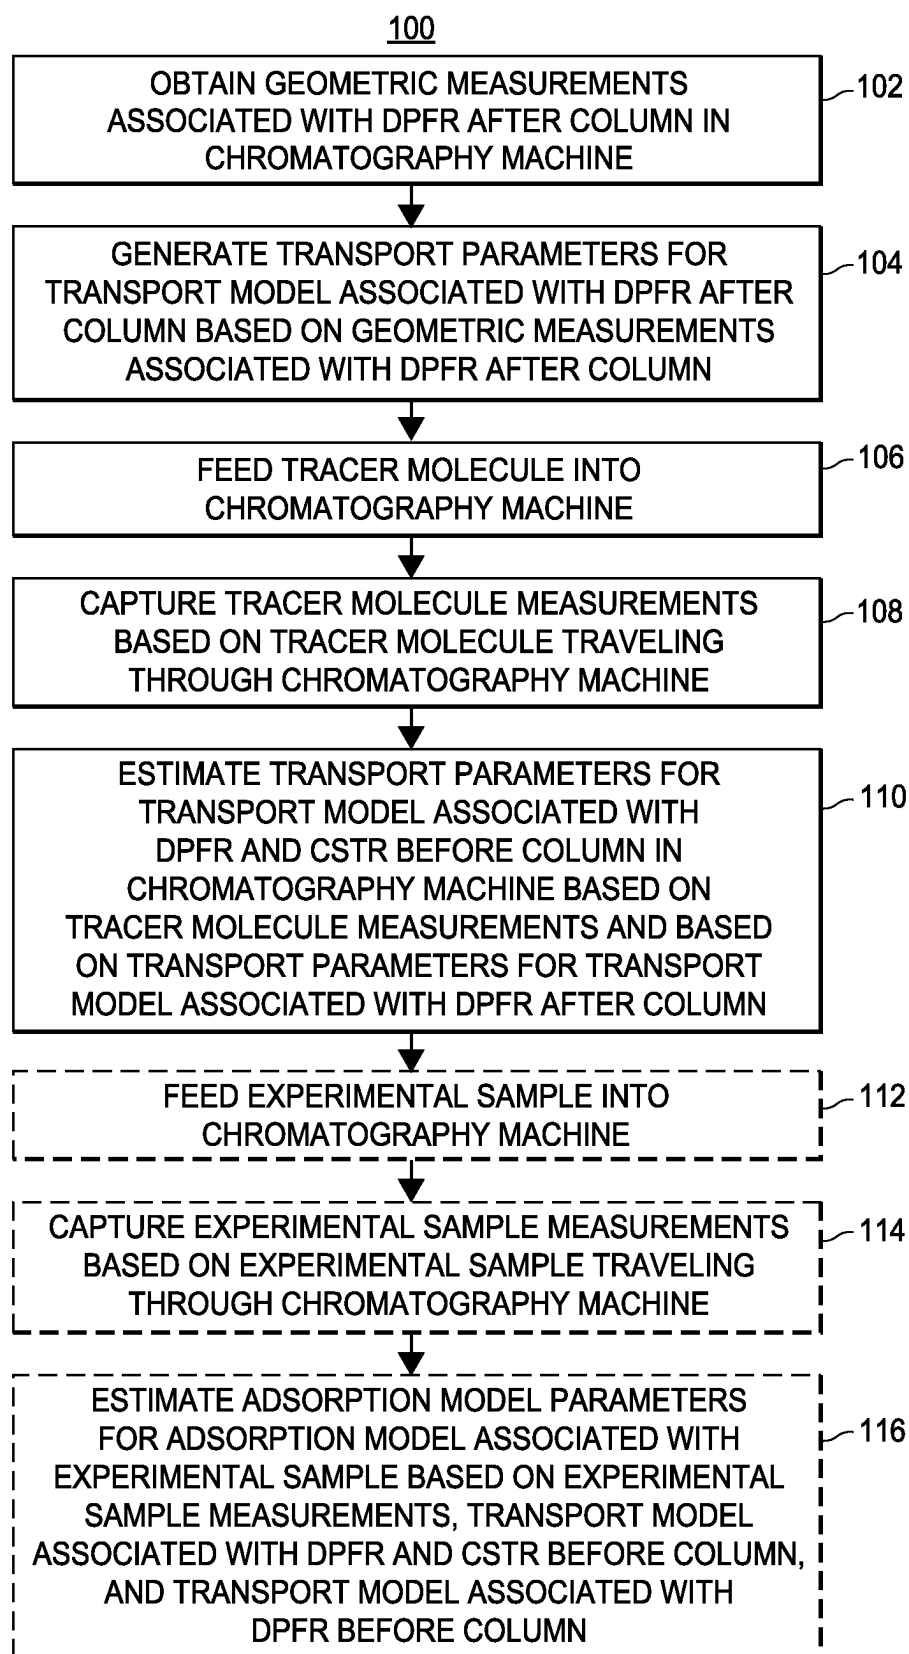 100
OBTAIN GEOMETRIC MEASUREMENTS
ASSOCIATED WITH DPFR AFTER COLUMN IN
CHROMATOGRAPHY MACHINE
102
GENERATE TRANSPORT PARAMETERS FOR
TRANSPORT MODEL ASSOCIATED WITH DPFR AFTER
COLUMN BASED ON GEOMETRIC MEASUREMENTS
ASSOCIATED WITH DPFR AFTER COLUMN
104
FEED TRACER MOLECULE INTO
CHROMATOGRAPHY MACHINE
106
CAPTURE TRACER MOLECULE MEASUREMENTS
BASED ON TRACER MOLECULE TRAVELING
THROUGH CHROMATOGRAPHY MACHINE
108
ESTIMATE TRANSPORT PARAMETERS FOR
TRANSPORT MODEL ASSOCIATED WITH
DPFR AND CSTR BEFORE COLUMN IN
CHROMATOGRAPHY MACHINE BASED ON
TRACER MOLECULE MEASUREMENTS AND BASED
ON TRANSPORT PARAMETERS FOR TRANSPORT
MODEL ASSOCIATED WITH DPFR AFTER COLUMN
110
FEED EXPERIMENTAL SAMPLE INTO
CHROMATOGRAPHY MACHINE
112
CAPTURE EXPERIMENTAL SAMPLE MEASUREMENTS
BASED ON EXPERIMENTAL SAMPLE TRAVELING
THROUGH CHROMATOGRAPHY MACHINE
114
ESTIMATE ADSORPTION MODEL PARAMETERS
FOR ADSORPTION MODEL ASSOCIATED WITH
EXPERIMENTAL SAMPLE BASED ON EXPERIMENTAL
SAMPLE MEASUREMENTS, TRANSPORT MODEL
ASSOCIATED WITH DPFR AND CSTR BEFORE COLUMN,
AND TRANSPORT MODEL ASSOCIATED WITH
DPFR BEFORE COLUMN
116